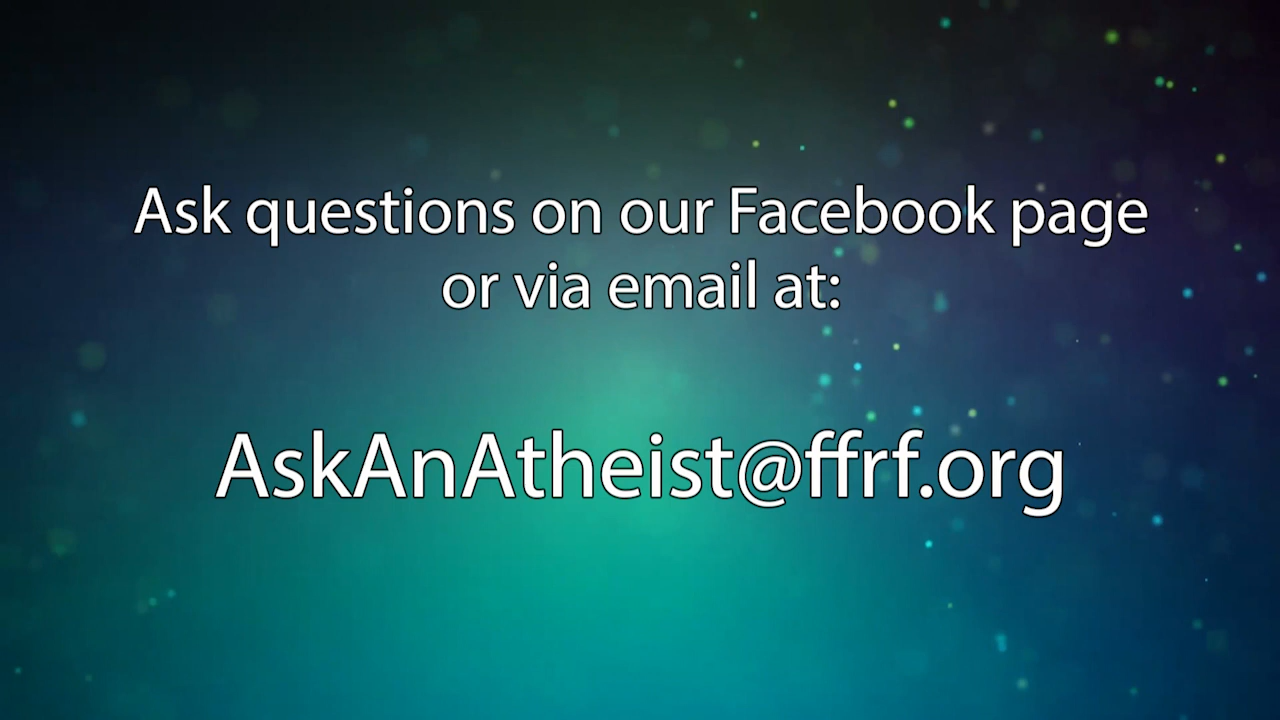 Ask questions on our Facebook page
or via email at:
AskAnAtheist@ffrf.org